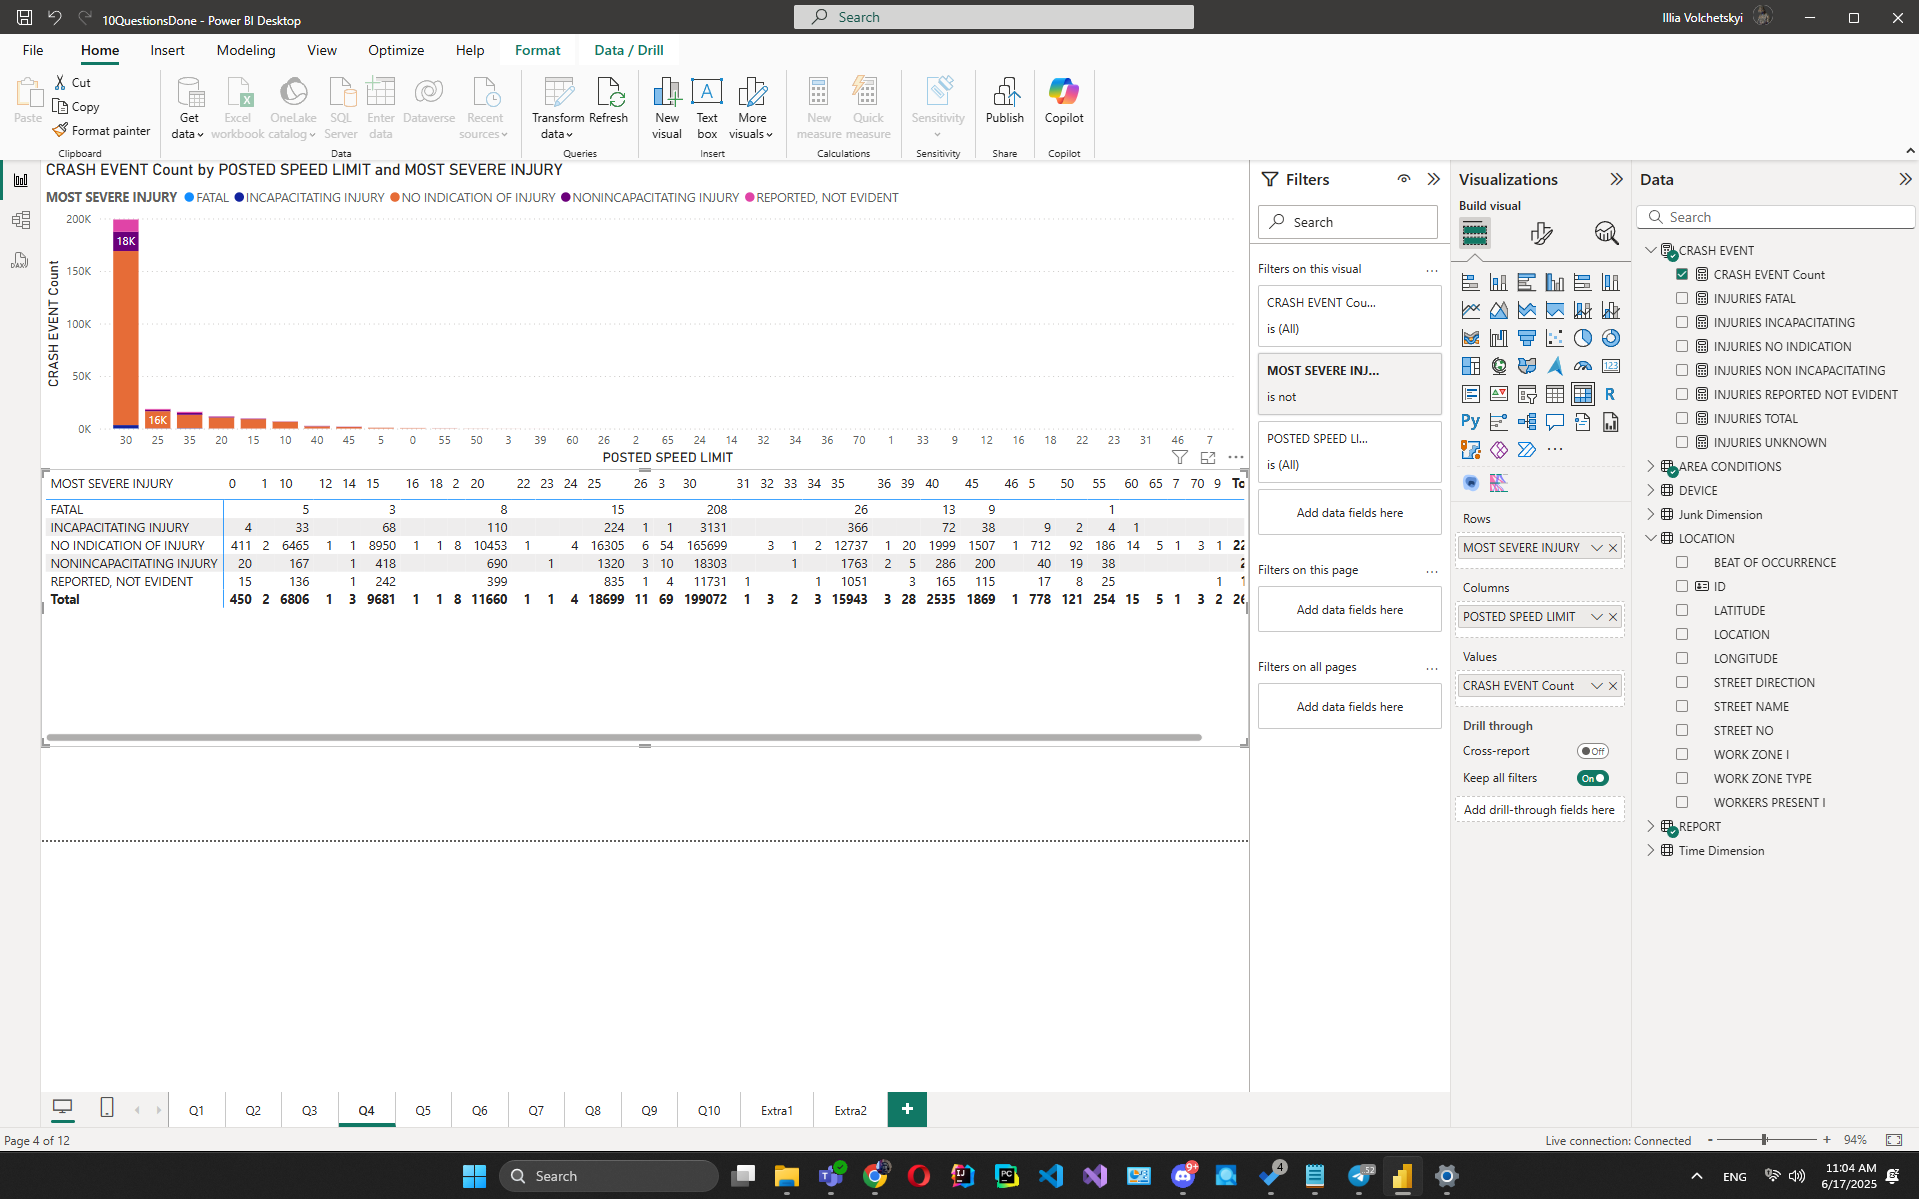 10QuestionsDone - Power BI Desktop
Search
Illia Volchetskyi
File Home Insert Modeling View Optimize Help Format Data / Drill
Paste
Cut
Copy
Format painter
Clipboard
Get data
Excel workbook
OneLake catalog
SQL Server
Enter data
Dataverse
Recent sources
Data
Transform data
Refresh
Queries
New visual
Text box
More visuals
Insert
New measure
Quick measure
Calculations
Sensitivity
Sensitivity
Publish
Share
Copilot
Copilot
CRASH EVENT Count by POSTED SPEED LIMIT and MOST SEVERE INJURY
MOST SEVERE INJURY FATAL INCAPACITATING INJURY NO INDICATION OF INJURY NONINCAPACITATING INJURY REPORTED, NOT EVIDENT
CRASH EVENT Count
200K
150K
100K
50K
0K
18K
16K
30 25 35 20 15 10 40 45 5 0 55 50 3 39 60 26 2 65 24 14 32 34 36 70 1 33 9 12 16 18 22 23 31 46 7
POSTED SPEED LIMIT
MOST SEVERE INJURY 0 1 10 12 14 15 16 18 2 20 22 23 24 25 26 3 30 31 32 33 34 35 36 39 40 45 46 5 50 55 60 65 7 70 9 To
FATAL 5 3 8 15 208 26 13 9 1
INCAPACITATING INJURY 4 33 68 110 224 1 1 3131 366 72 38 9 2 4 1
NO INDICATION OF INJURY 411 2 6465 1 1 8950 1 1 8 10453 1 4 16305 6 54 165699 3 1 2 12737 1 20 1999 1507 1 712 92 186 14 5 1 3 1 22
NONINCAPACITATING INJURY 20 167 1 418 690 1 1320 3 10 18303 1 1763 2 5 286 200 40 19 38 2
REPORTED, NOT EVIDENT 15 136 1 242 399 835 1 4 11731 1 1 1051 3 165 115 17 8 25 1 1
Total 450 2 6806 1 3 9681 1 1 8 11660 1 1 4 18699 11 69 199072 1 3 2 3 15943 3 28 2535 1869 1 778 121 254 15 5 1 3 2 26
Filters
Search
Filters on this visual
CRASH EVENT Cou...
is (All)
MOST SEVERE INJ...
is not
POSTED SPEED LI...
is (All)
Add data fields here
Filters on this page
Add data fields here
Filters on all pages
Add data fields here
Visualizations
Build visual
123
R
Py
Rows
MOST SEVERE INJURY
Columns
POSTED SPEED LIMIT
Values
CRASH EVENT Count
Drill through
Cross-report Off
Keep all filters On
Add drill-through fields here
Data
Search
CRASH EVENT
CRASH EVENT Count
INJURIES FATAL
INJURIES INCAPACITATING
INJURIES NO INDICATION
INJURIES NON INCAPACITATING
INJURIES REPORTED NOT EVIDENT
INJURIES TOTAL
INJURIES UNKNOWN
AREA CONDITIONS
DEVICE
Junk Dimension
LOCATION
BEAT OF OCCURRENCE
ID
LATITUDE
LOCATION
LONGITUDE
STREET DIRECTION
STREET NAME
STREET NO
WORK ZONE I
WORK ZONE TYPE
WORKERS PRESENT I
REPORT
Time Dimension
Q1 Q2 Q3 Q4 Q5 Q6 Q7 Q8 Q9 Q10 Extra1 Extra2 +
Page 4 of 12
Live connection: Connected - + 94%
Search
9+
4
52
ENG
11:04 AM
6/17/2025